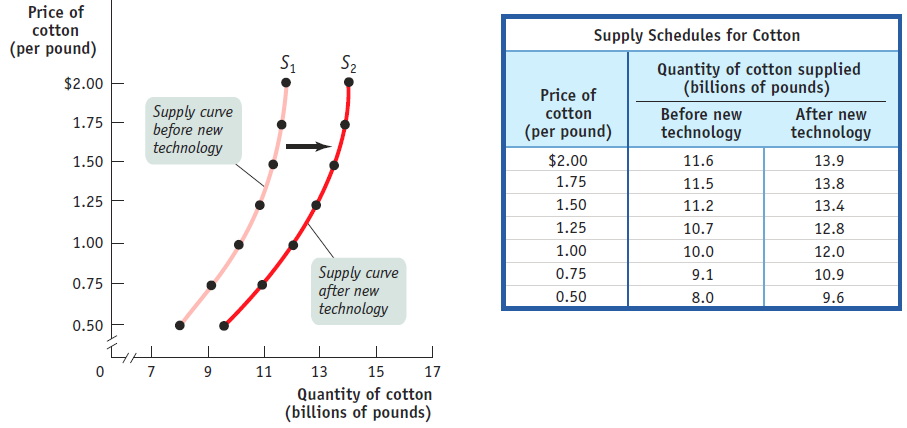 Price of
cotton
(per pound)
$2.00
1.75
1.50
1.25
1.00
0.75
0.50
0
7
9
11
13
15
17
Quantity of cotton
(billions of pounds)
S1
S2
Supply curve
before new
technology
Supply curve
after new
technology
Supply Schedules for Cotton
Price of
cotton
(per pound)
Quantity of cotton supplied
(billions of pounds)
Before new
technology
After new
technology
$2.00 11.6 13.9
1.75 11.5 13.8
1.50 11.2 13.4
1.25 10.7 12.8
1.00 10.0 12.0
0.75 9.1 10.9
0.50 8.0 9.6